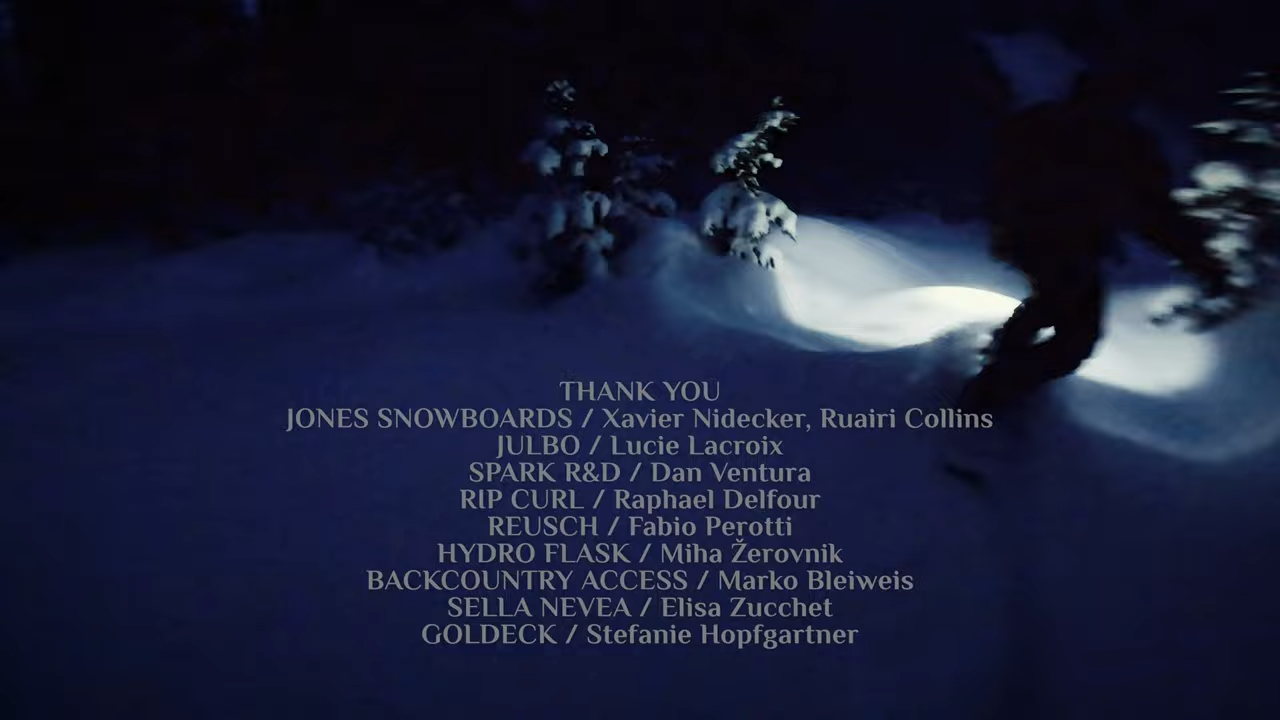 THANK YOU
JONES SNOWBOARDS / Xavier Nidecker, Ruairi Collins
JULBO / Lucie Lacroix
SPARK R&D / Dan Ventura
RIP CURL / Raphael Delfour
REUSCH / Fabio Perotti
HYDRO FLASK / Miha Žerovnik
BACKCOUNTRY ACCESS / Marko Bleiweis
SELLA NEVEA / Elisa Zucchet
GOLDECK / Stefanie Hopfgartner